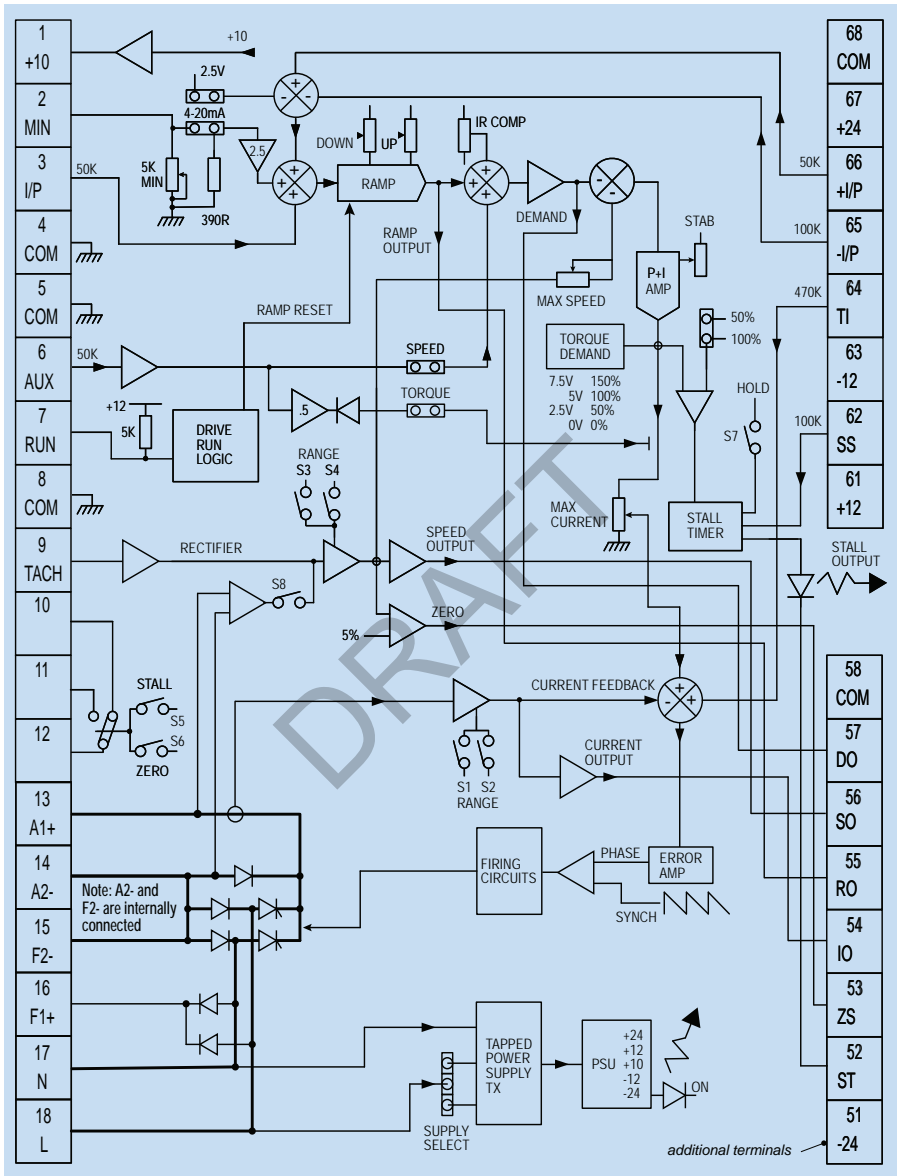 1
+10
2
MIN
3
I/P
4
COM
5
COM
6
AUX
7
RUN
8
COM
9
TACH
10
11
12
13
A1+
14
A2-
15
F2-
16
F1+
17
N
18
L
+10
2.5V
4-20mA
2.5
5K
MIN
390R
50K
DOWN
UP
RAMP
IR COMP
RAMP
OUTPUT
DEMAND
MAX SPEED
STAB
P+I
AMP
50%
100%
RAMP RESET
SPEED
TORQUE
DEMAND
7.5V 150%
5V 100%
2.5V 50%
0V 0%
50K
.5
TORQUE
+12
5K
DRIVE
RUN
LOGIC
HOLD
S7
RANGE
S3 S4
MAX
CURRENT
STALL
TIMER
RECTIFIER
SPEED
OUTPUT
STALL
OUTPUT
S8
ZERO
5%
DRAFT
STALL
S5
S6
ZERO
CURRENT FEEDBACK
S1 S2
RANGE
CURRENT
OUTPUT
FIRING
CIRCUITS
PHASE
ERROR
AMP
SYNCH
Note: A2- and
F2- are internally
connected
TAPPED
POWER
SUPPLY
TX
SUPPLY
SELECT
PSU
+24
+12
+10
-12
-24
ON
additional terminals
68
COM
67
+24
50K
66
+I/P
100K
65
-I/P
470K
64
TI
63
-12
100K
62
SS
61
+12
58
COM
57
DO
56
SO
55
RO
54
IO
53
ZS
52
ST
51
-24